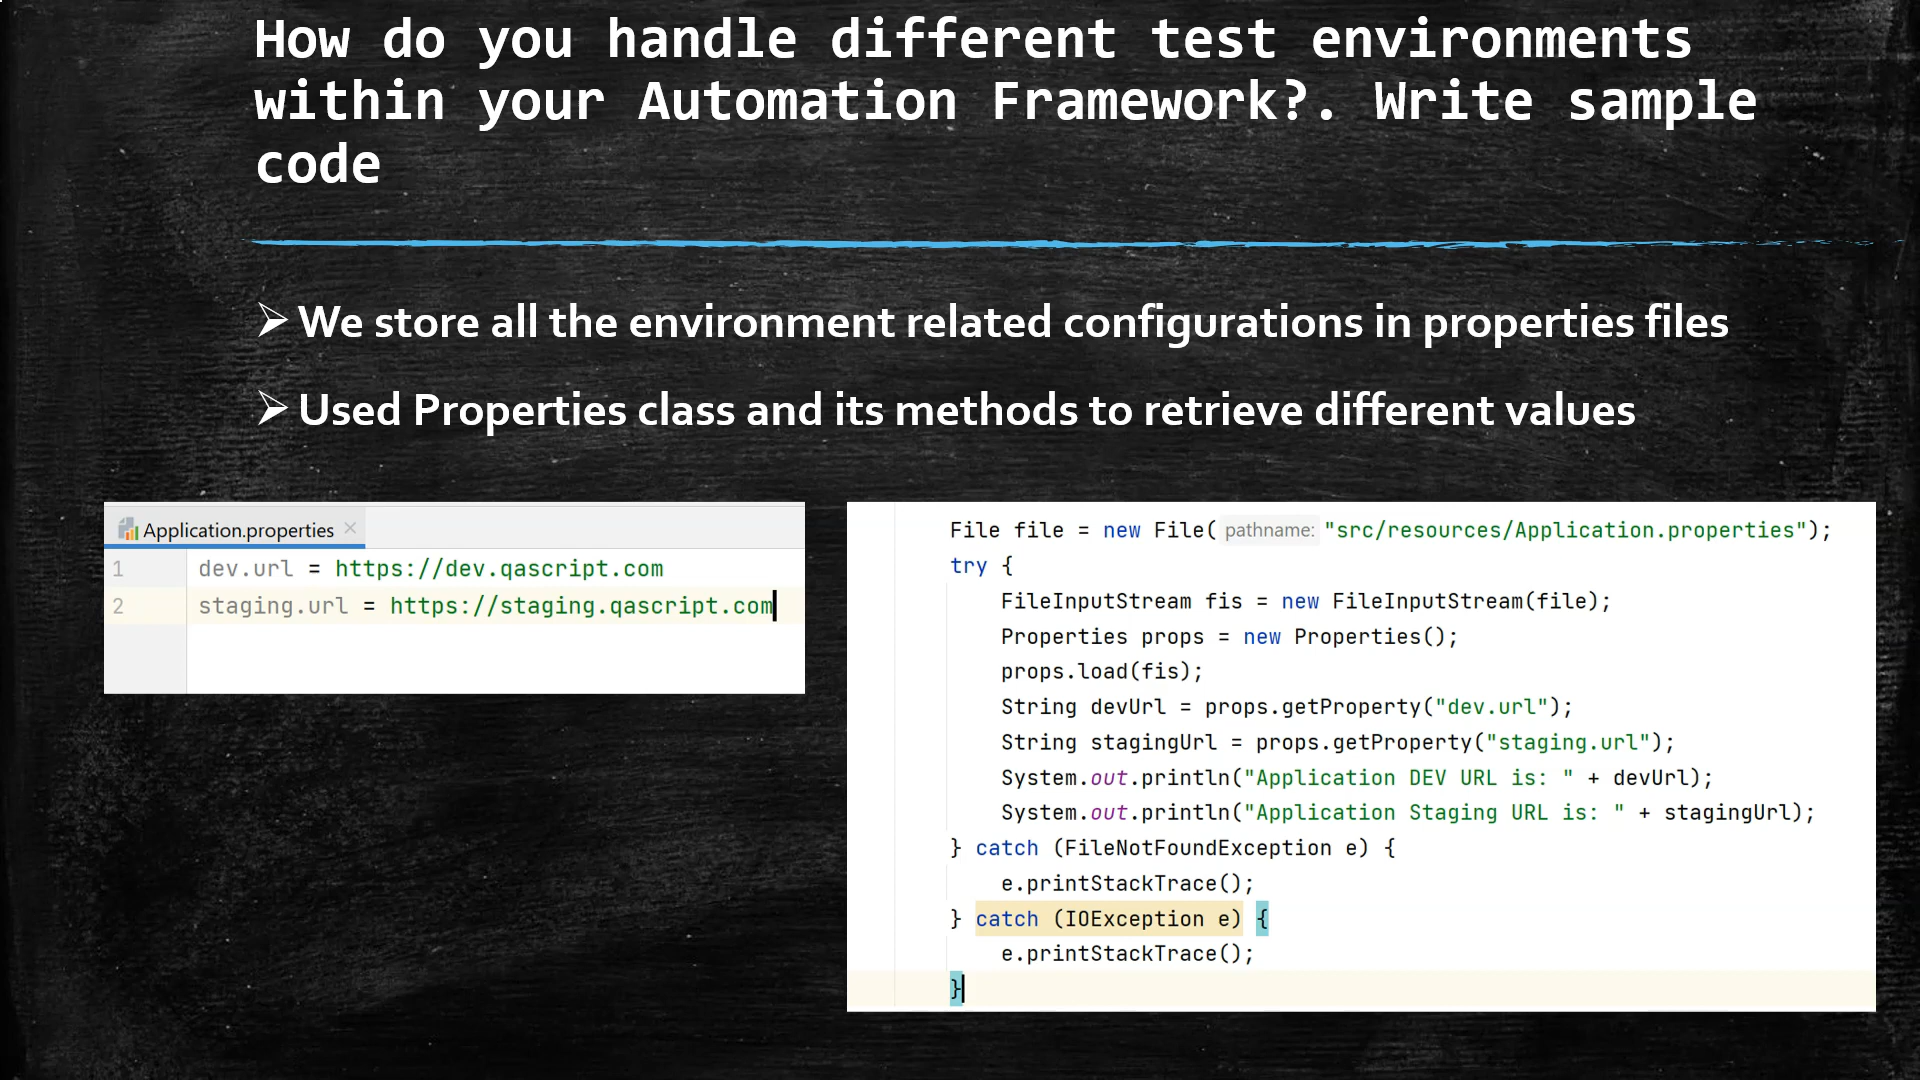 How do you handle different test environments
within your Automation Framework?. Write sample
code
We store all the environment related configurations in properties files
Used Properties class and its methods to retrieve different values
Application.properties
1 dev.url = https://dev.qascript.com
2 staging.url = https://staging.qascript.com
File file = new File( pathname: "src/resources/Application.properties");
try {
FileInputStream fis = new FileInputStream(file);
Properties props = new Properties();
props.load(fis);
String devUrl = props.getProperty("dev.url");
String stagingUrl = props.getProperty("staging.url");
System.out.println("Application DEV URL is: " + devUrl);
System.out.println("Application Staging URL is: " + stagingUrl);
} catch (FileNotFoundException e) {
e.printStackTrace();
} catch (IOException e) {
e.printStackTrace();
}